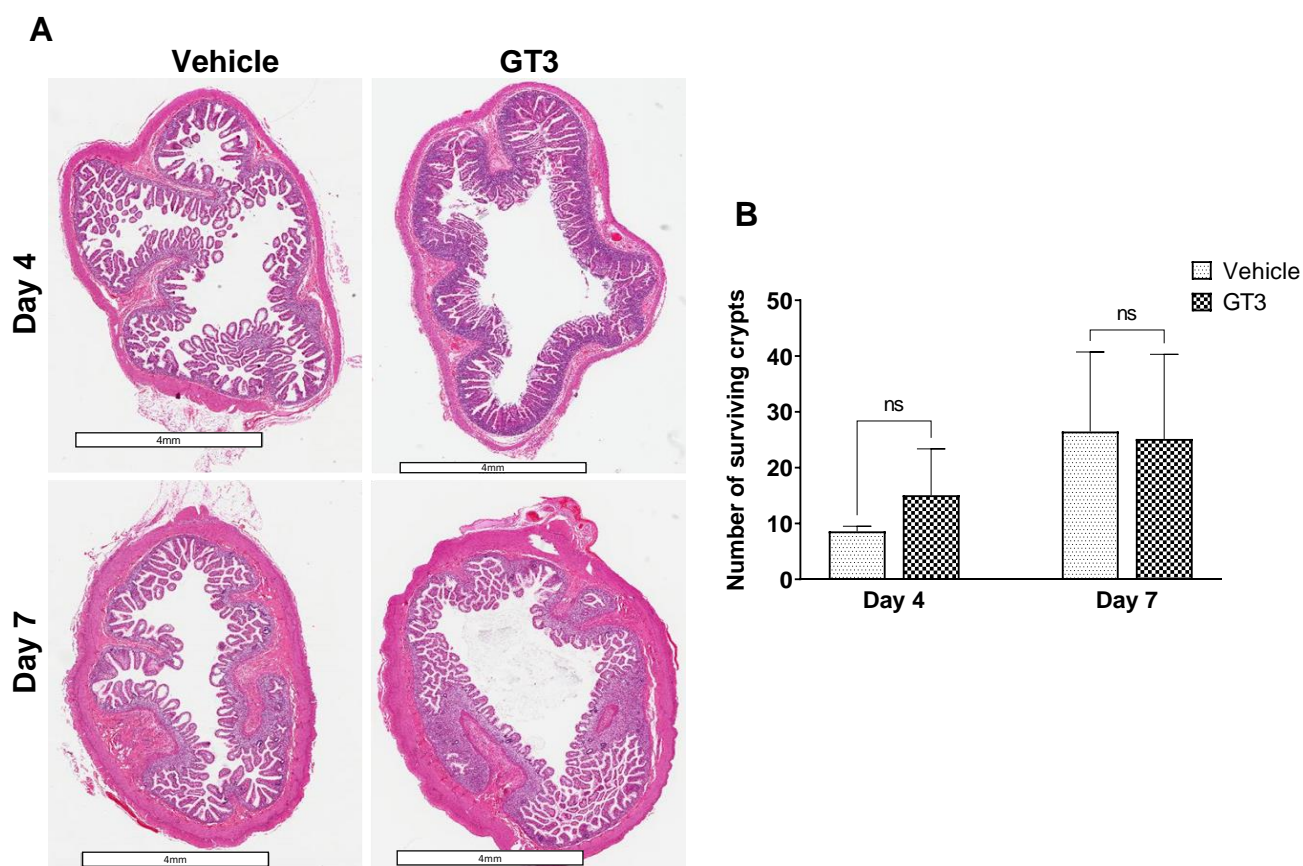 A
Vehicle GT3
Day 4
4mm
4mm
Day 7
4mm
4mm
B
Vehicle
GT3
Number of surviving crypts
50
40
30
20
10
0
ns
ns
Day 4 Day 7